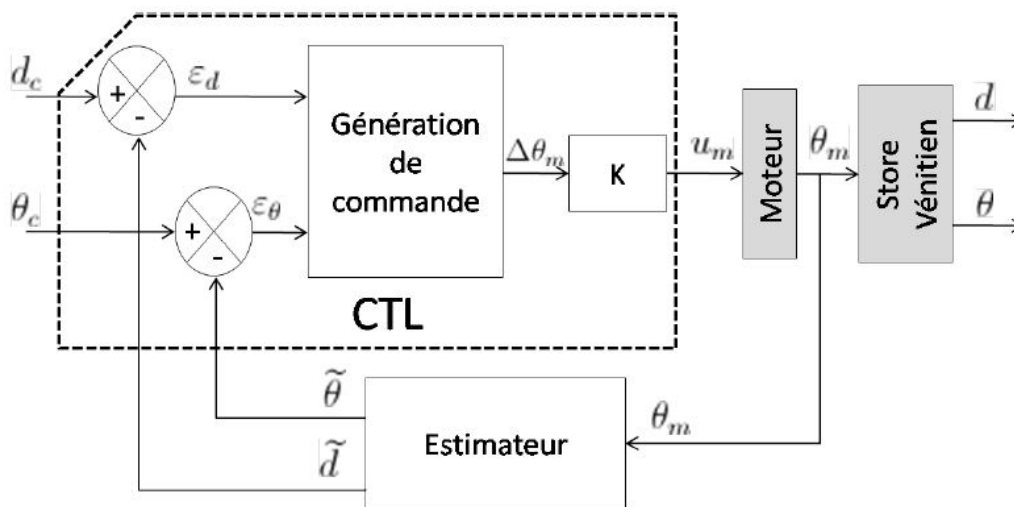 d_c
+
-
ε_d
θ_c
+
-
ε_θ
Génération
de
commande
Δθ_m
K
u_m
Moteur
θ_m
Store
Vénitien
d
θ
CTL
θ̃
d̃
Estimateur
θ_m